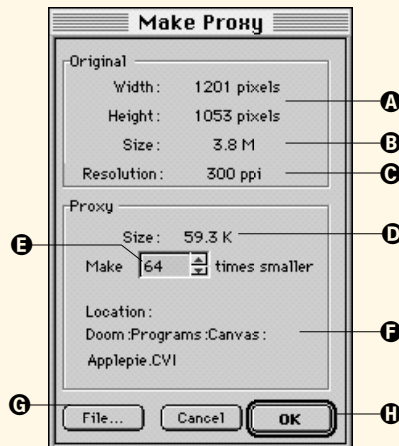 Make Proxy
Original
Width: 1201 pixels
A
Height: 1053 pixels
Size: 3.8 M
B
Resolution: 300 ppi
C
Proxy
Size: 59.3 K
D
E
Make 64 times smaller
Location:
Doom:Programs:Canvas:
F
Applepie.CVI
G
File... Cancel OK
H